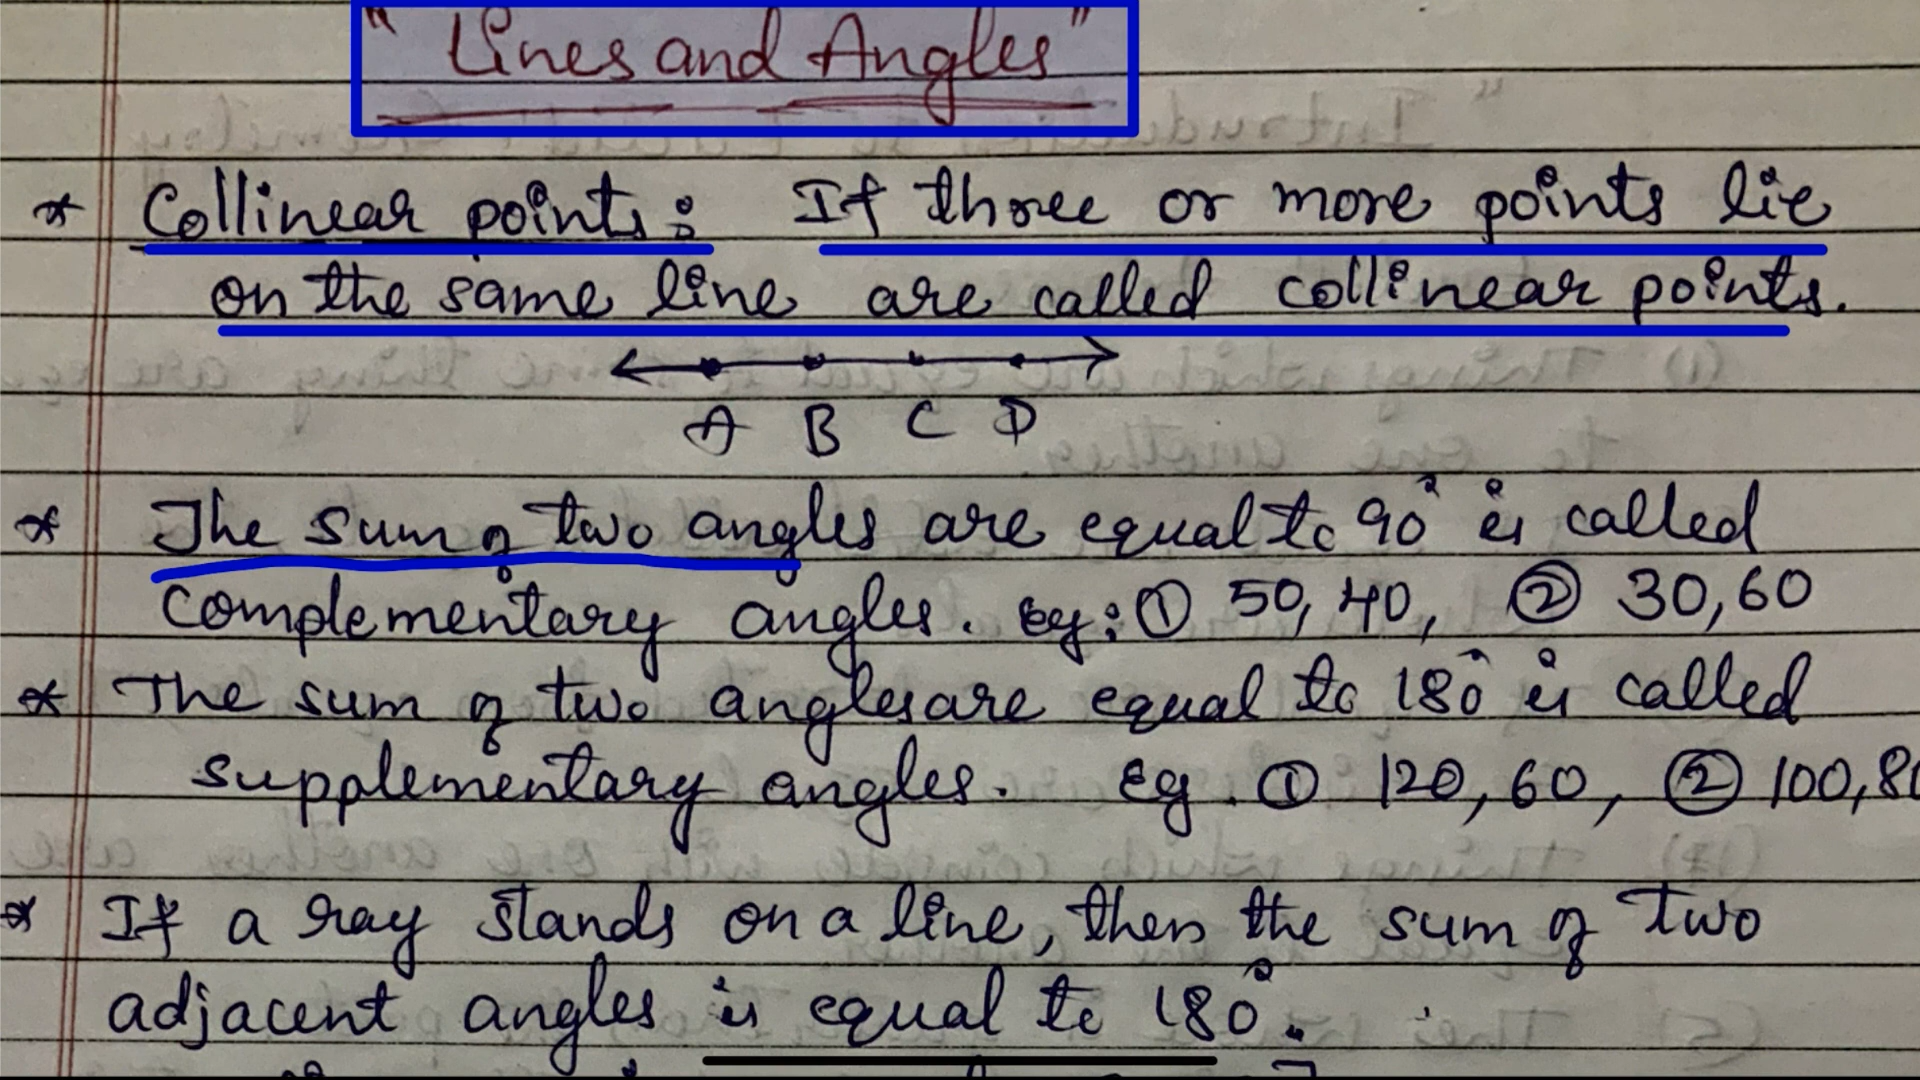 "Lines and Angles"
* Collinear points: If three or more points lie
on the same line are called collinear points.
A B C D
* The sum of two angles are equal to 90° is called
complementary angles. eg: ① 50, 40, ② 30, 60
* The sum of two angles are equal to 180° is called
supplementary angles. eg. ① 120, 60, ② 100, 80
* If a ray stands on a line, then the sum of two
adjacent angles is equal to 180°.